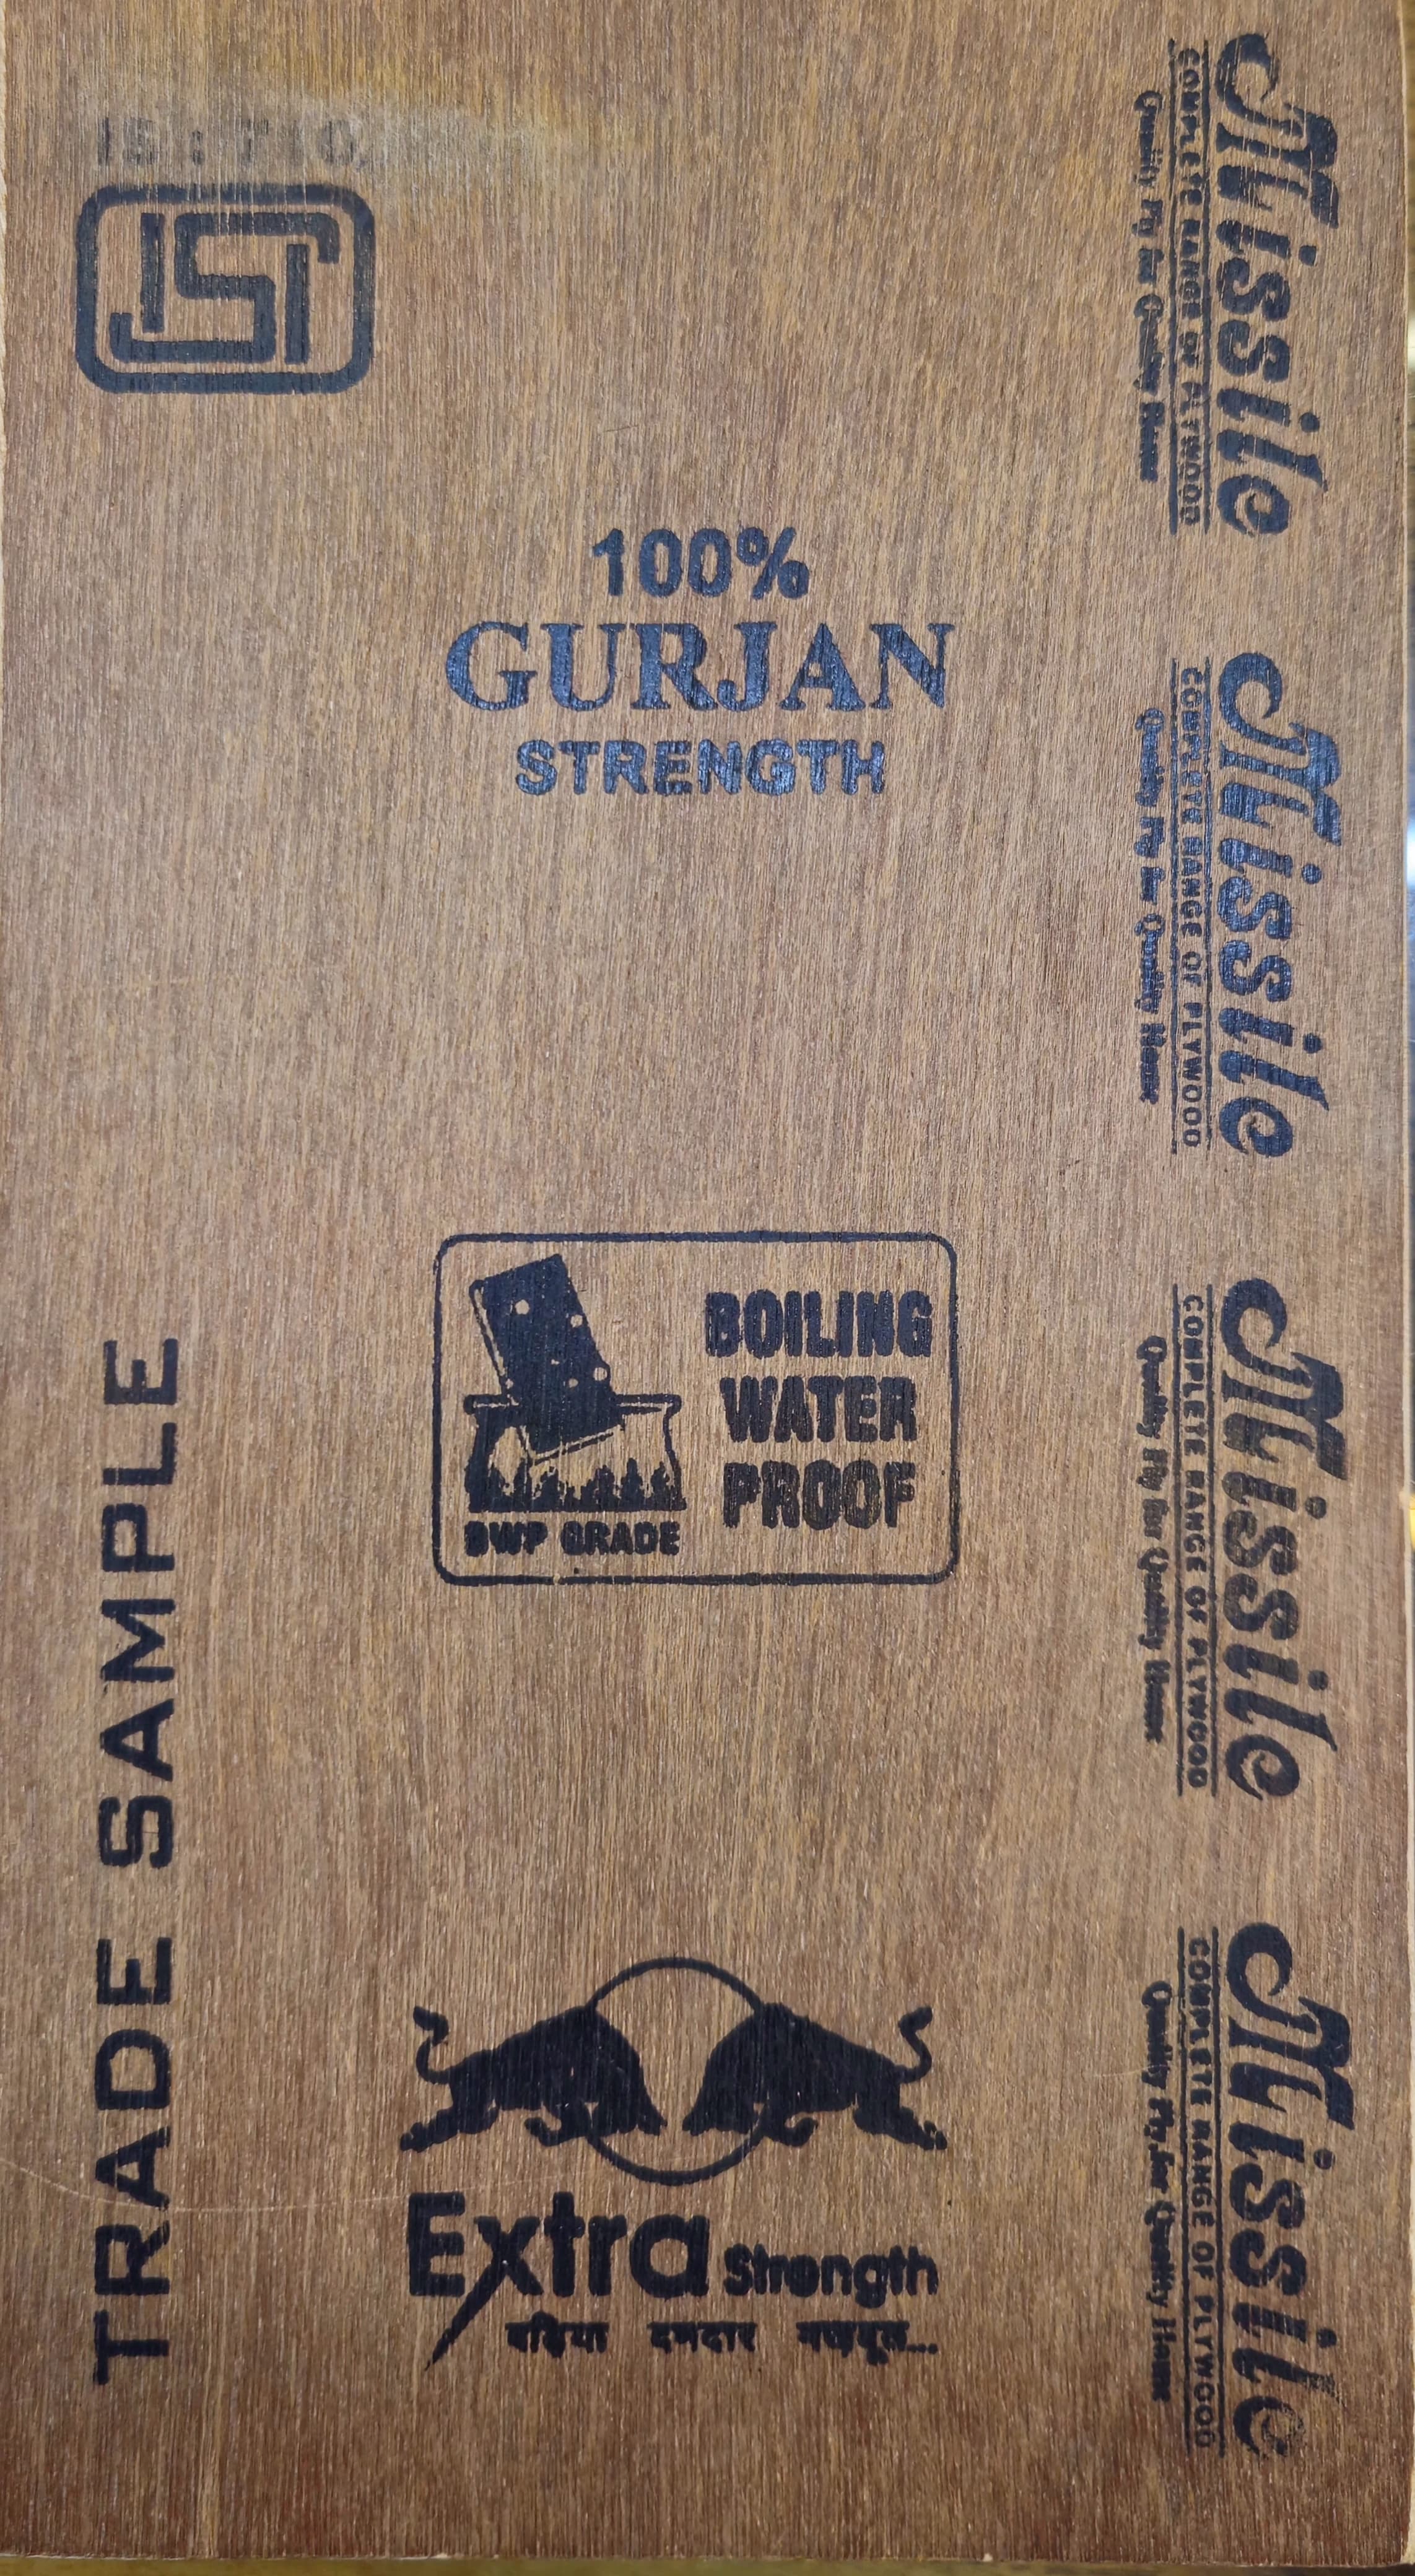 IS : 710
ISI
100%
GURJAN
STRENGTH
BOILING
WATER
PROOF
BWP GRADE
Extra Strength
बढ़िया दमदार मजबूत...
TRADE SAMPLE
Missile
COMPLETE RANGE OF PLYWOOD
Quality Ply for Quality Home
Missile
COMPLETE RANGE OF PLYWOOD
Quality Ply for Quality Home
Missile
COMPLETE RANGE OF PLYWOOD
Quality Ply for Quality Home
Missile
COMPLETE RANGE OF PLYWOOD
Quality Ply for Quality Home